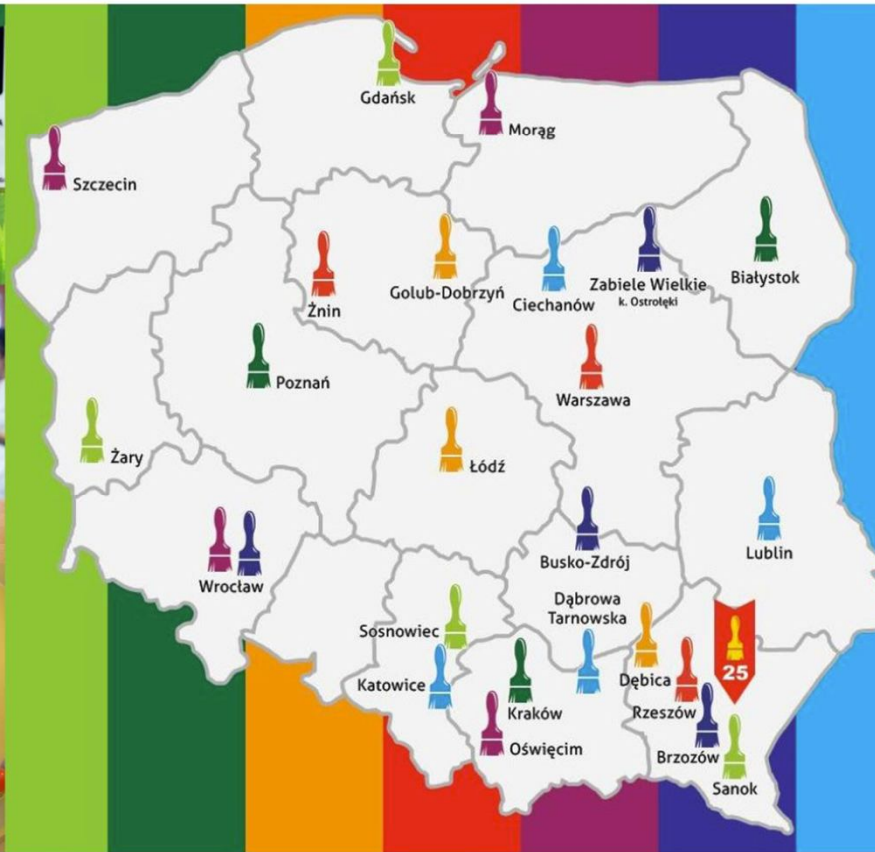 Gdańsk
Morąg
Szczecin
Żnin
Golub-Dobrzyń
Ciechanów
Zabiele Wielkie
k. Ostrołęki
Białystok
Poznań
Warszawa
Żary
Łódź
Wrocław
Busko-Zdrój
Lublin
Dąbrowa
Tarnowska
Sosnowiec
Katowice
Kraków
Oświęcim
Dębica
25
Rzeszów
Brzozów
Sanok